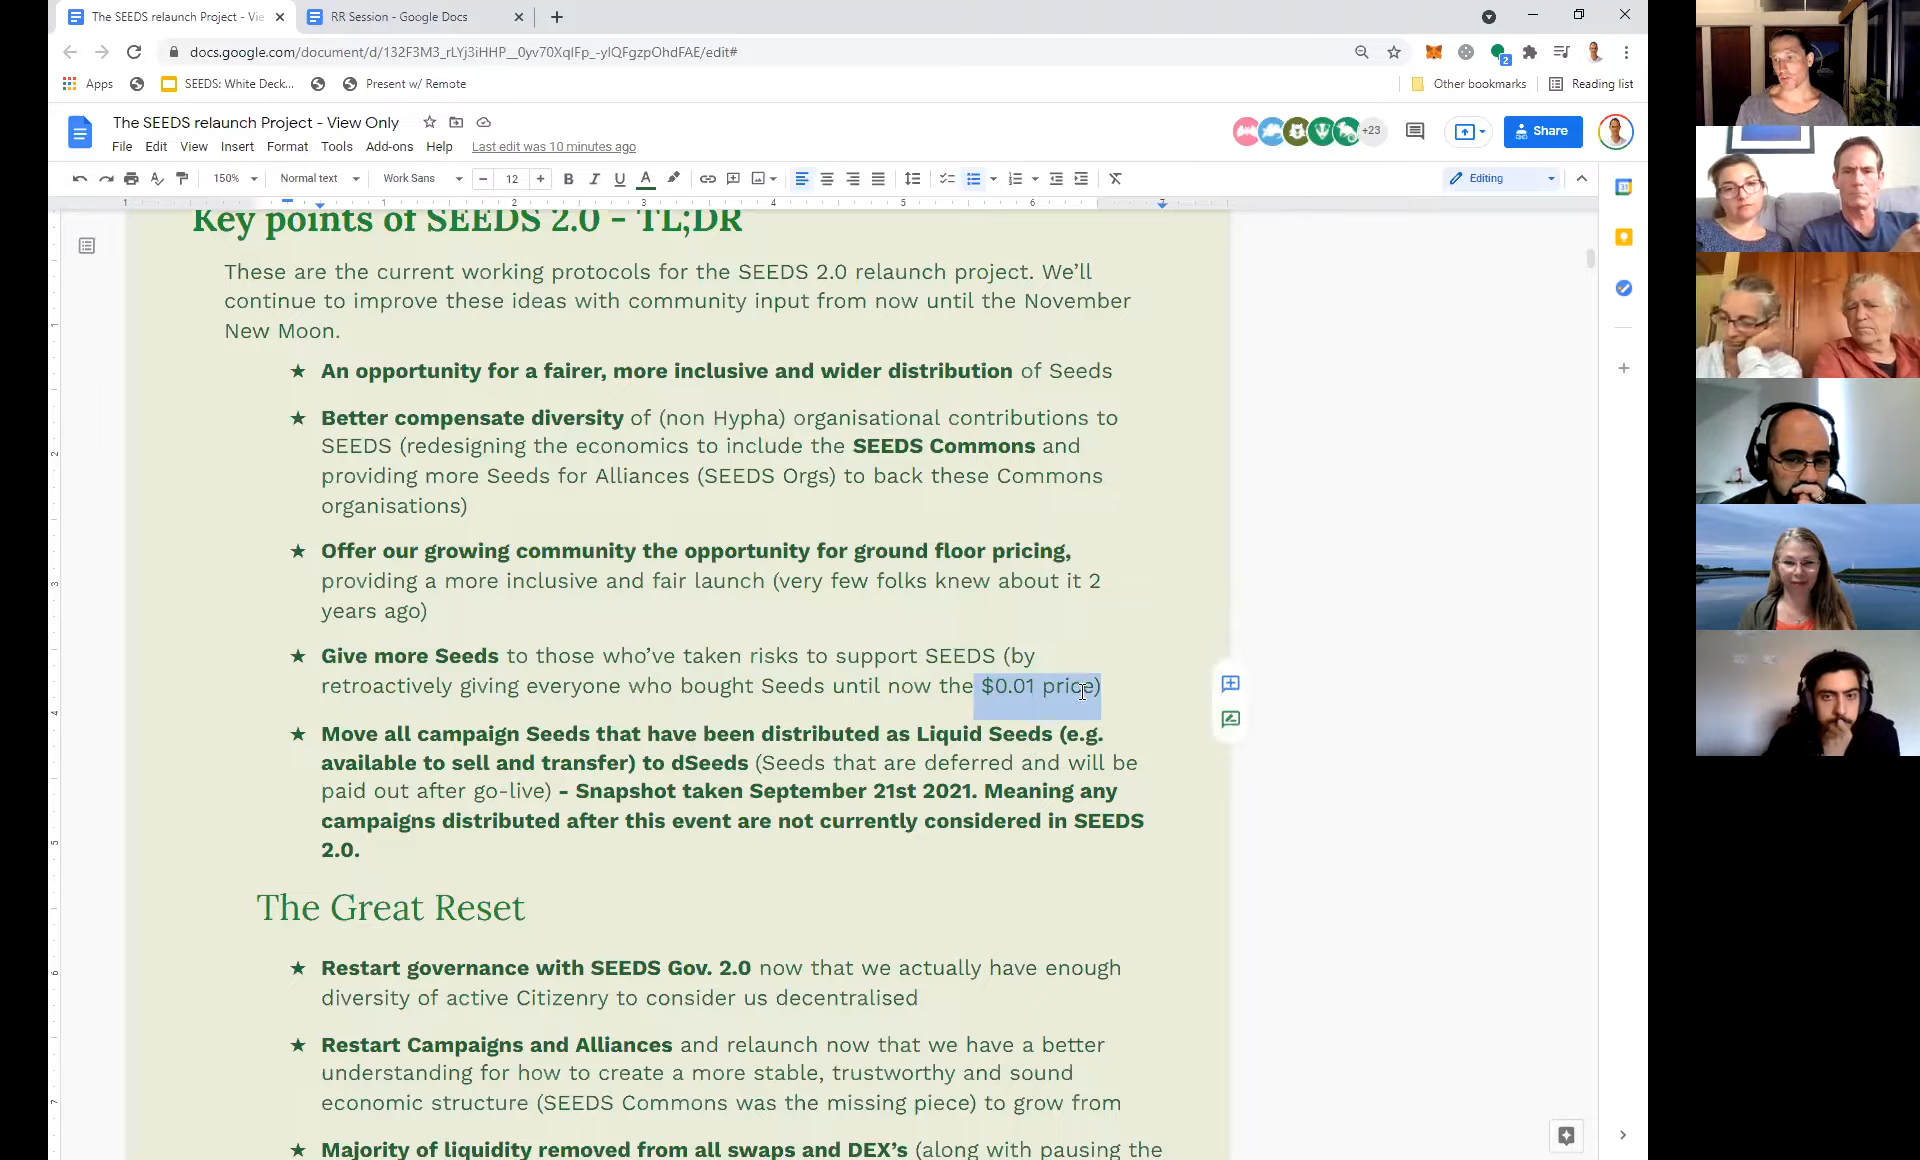 The SEEDS relaunch Project - Vie
RR Session - Google Docs
docs.google.com/document/d/132F3M3_rLYj3iHHP__0yv70XqlFp_-ylQFgzpOhdFAE/edit#
2
Apps
SEEDS: White Deck...
Present w/ Remote
Other bookmarks
Reading list
The SEEDS relaunch Project - View Only
+23
Share
File Edit View Insert Format Tools Add-ons Help Last edit was 10 minutes ago
150% Normal text Work Sans 12 B I U A Editing
1 1 2 3 4 5 6 7
Key points of SEEDS 2.0 - TL;DR
These are the current working protocols for the SEEDS 2.0 relaunch project. We'll
continue to improve these ideas with community input from now until the November
New Moon.
★ An opportunity for a fairer, more inclusive and wider distribution of Seeds
★ Better compensate diversity of (non Hypha) organisational contributions to
SEEDS (redesigning the economics to include the SEEDS Commons and
providing more Seeds for Alliances (SEEDS Orgs) to back these Commons
organisations)
★ Offer our growing community the opportunity for ground floor pricing,
providing a more inclusive and fair launch (very few folks knew about it 2
years ago)
★ Give more Seeds to those who've taken risks to support SEEDS (by
retroactively giving everyone who bought Seeds until now the $0.01 price)
★ Move all campaign Seeds that have been distributed as Liquid Seeds (e.g.
available to sell and transfer) to dSeeds (Seeds that are deferred and will be
paid out after go-live) - Snapshot taken September 21st 2021. Meaning any
campaigns distributed after this event are not currently considered in SEEDS
2.0.
The Great Reset
★ Restart governance with SEEDS Gov. 2.0 now that we actually have enough
diversity of active Citizenry to consider us decentralised
★ Restart Campaigns and Alliances and relaunch now that we have a better
understanding for how to create a more stable, trustworthy and sound
economic structure (SEEDS Commons was the missing piece) to grow from
★ Majority of liquidity removed from all swaps and DEX's (along with pausing the